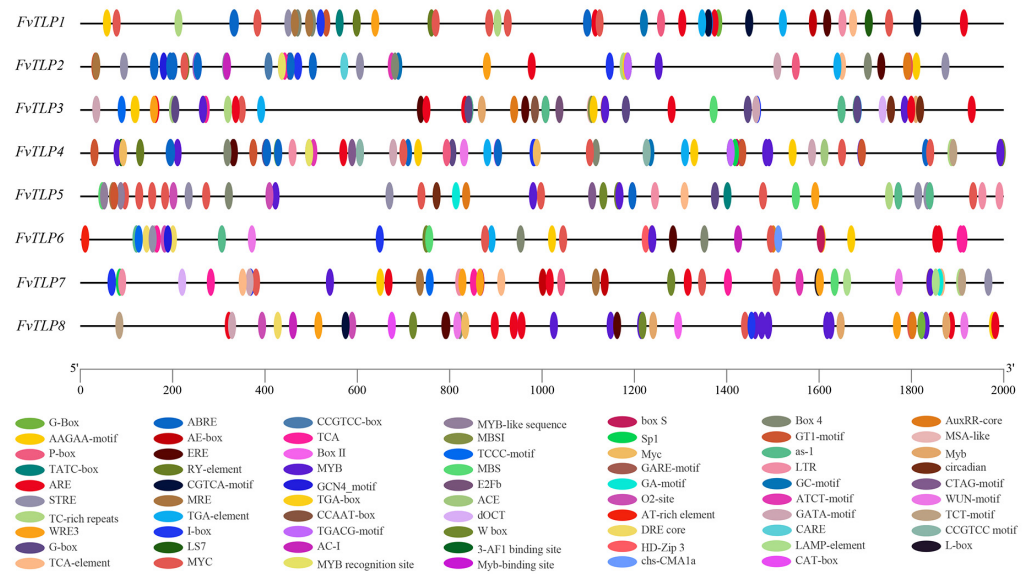 FvTLP1
FvTLP2
FvTLP3
FvTLP4
FvTLP5
FvTLP6
FvTLP7
FvTLP8
5' 3'
0 200 400 600 800 1000 1200 1400 1600 1800 2000
G-Box ABRE CCGTCC-box MYB-like sequence box S Box 4 AuxRR-core
AAGAA-motif AE-box TCA MBSI Sp1 GT1-motif MSA-like
P-box ERE Box II TCCC-motif Myc as-1 Myb
TATC-box RY-element MYB MBS GARE-motif LTR circadian
ARE CGTCA-motif GCN4_motif E2Fb GA-motif GC-motif CTAG-motif
STRE MRE TGA-box ACE O2-site ATCT-motif WUN-motif
TC-rich repeats TGA-element CCAAT-box dOCT AT-rich element GATA-motif TCT-motif
WRE3 I-box TGACG-motif W box DRE core CARE CCGTCC motif
G-box LS7 AC-I 3-AF1 binding site HD-Zip 3 LAMP-element L-box
TCA-element MYC MYB recognition site Myb-binding site chs-CMA1a CAT-box